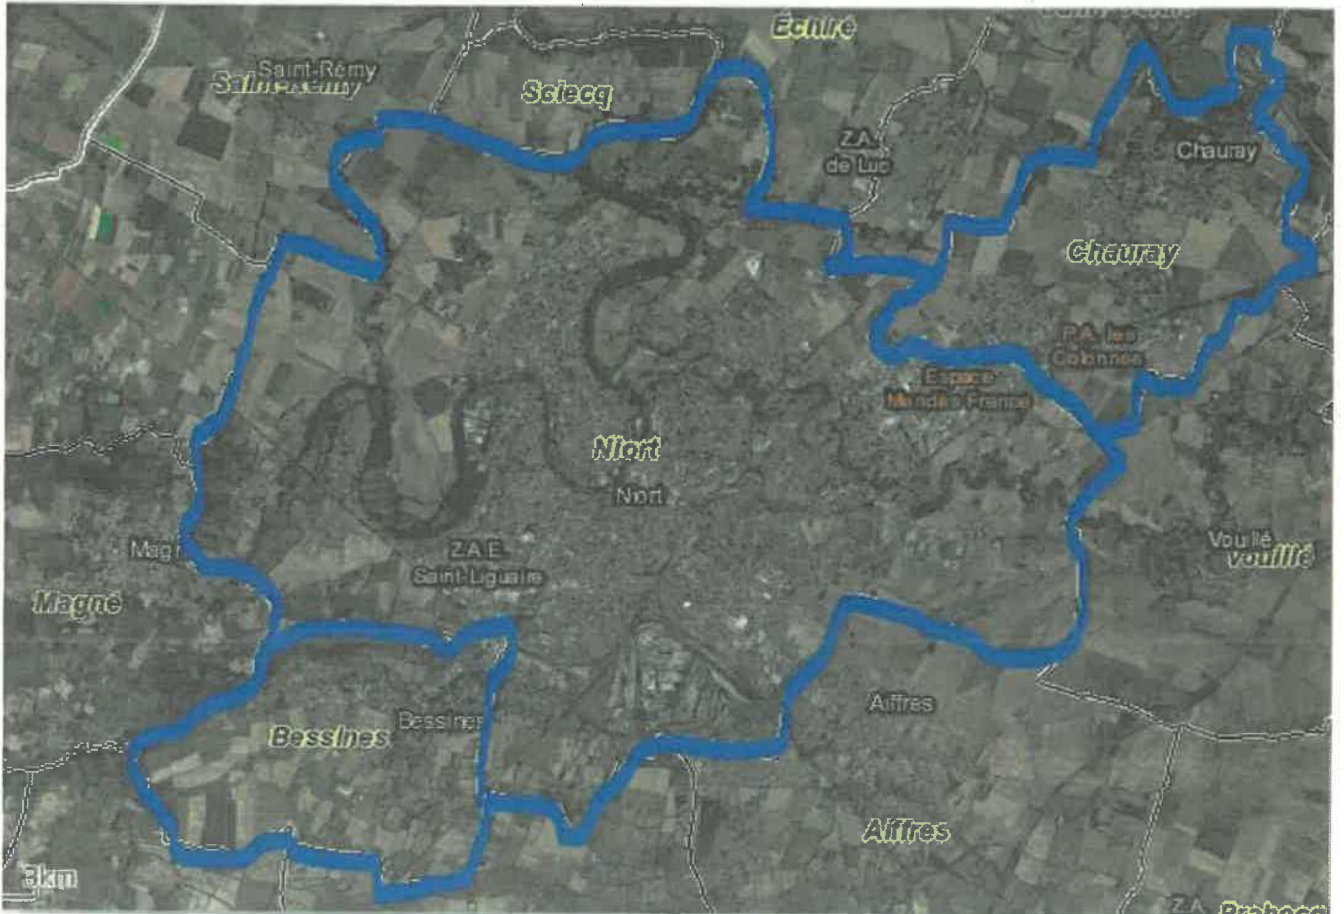 Échiré
Saint-Rémy
Saint-Rémy
Sciecq
Z.A.
de Luc
Chauray
Chauray
P.A. les
Colonnes
Espace
Mendès France
Niort
Niort
Magn
Z.A.E.
Saint-Liguaire
Vouillé
Vouillé
Magné
Aiffres
Bessines
Bessines
Aiffres
3km
Z.A.